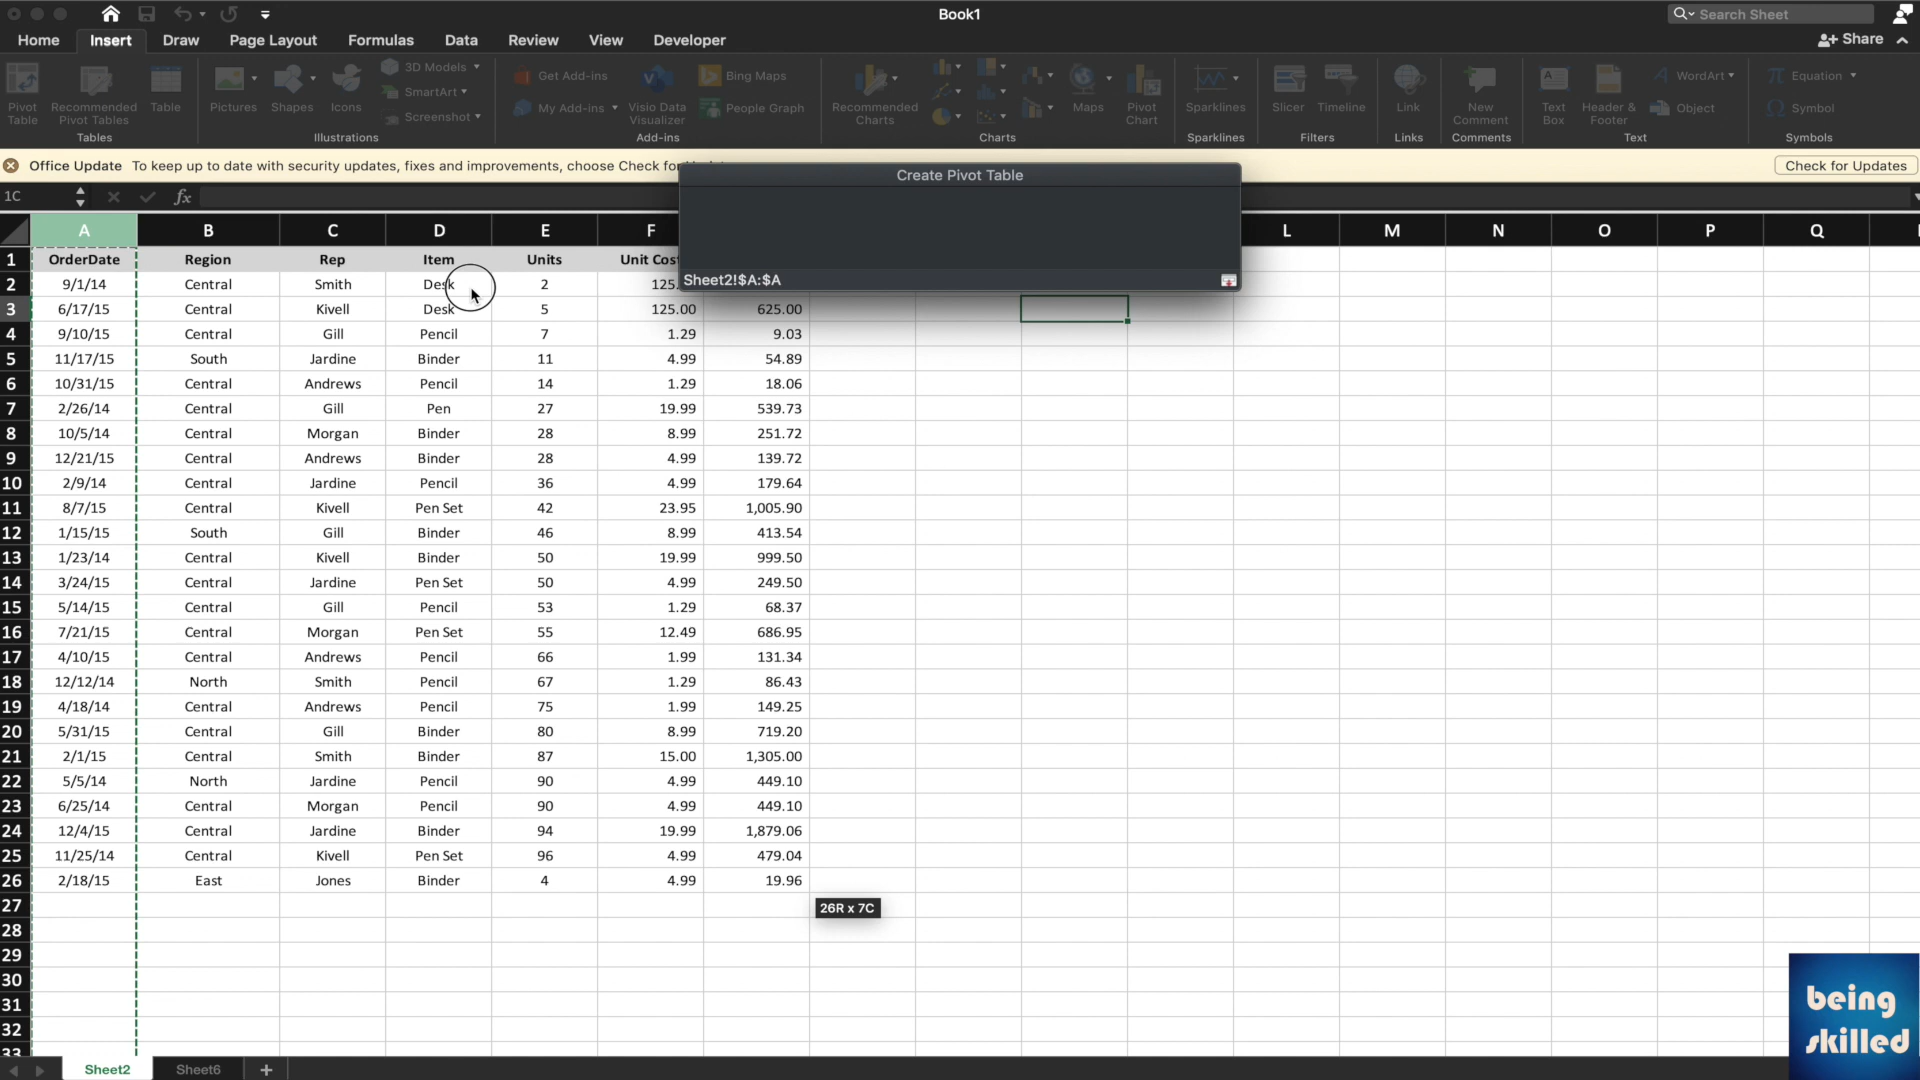 Book1
Search Sheet
Home Insert Draw Page Layout Formulas Data Review View Developer
Share
Pivot Table
Recommended Pivot Tables
Table
Tables
Pictures
Shapes
Icons
3D Models
SmartArt
Screenshot
Illustrations
Get Add-ins
My Add-ins
Visio Data Visualizer
Bing Maps
People Graph
Add-ins
Recommended Charts
Maps
Pivot Chart
Charts
Sparklines
Sparklines
Slicer
Timeline
Filters
Link
Links
New Comment
Comments
Text Box
Header & Footer
WordArt
Object
Text
Equation
Symbol
Symbols
Office Update To keep up to date with security updates, fixes and improvements, choose Check for
Check for Updates
Create Pivot Table
Sheet2!$A:$A
1C
fx
A B C D E F L M N O P Q
1 OrderDate Region Rep Item Units Unit Cos
2 9/1/14 Central Smith Desk 2 125.
3 6/17/15 Central Kivell Desk 5 125.00 625.00
4 9/10/15 Central Gill Pencil 7 1.29 9.03
5 11/17/15 South Jardine Binder 11 4.99 54.89
6 10/31/15 Central Andrews Pencil 14 1.29 18.06
7 2/26/14 Central Gill Pen 27 19.99 539.73
8 10/5/14 Central Morgan Binder 28 8.99 251.72
9 12/21/15 Central Andrews Binder 28 4.99 139.72
10 2/9/14 Central Jardine Pencil 36 4.99 179.64
11 8/7/15 Central Kivell Pen Set 42 23.95 1,005.90
12 1/15/15 South Gill Binder 46 8.99 413.54
13 1/23/14 Central Kivell Binder 50 19.99 999.50
14 3/24/15 Central Jardine Pen Set 50 4.99 249.50
15 5/14/15 Central Gill Pencil 53 1.29 68.37
16 7/21/15 Central Morgan Pen Set 55 12.49 686.95
17 4/10/15 Central Andrews Pencil 66 1.99 131.34
18 12/12/14 North Smith Pencil 67 1.29 86.43
19 4/18/14 Central Andrews Pencil 75 1.99 149.25
20 5/31/15 Central Gill Binder 80 8.99 719.20
21 2/1/15 Central Smith Binder 87 15.00 1,305.00
22 5/5/14 North Jardine Pencil 90 4.99 449.10
23 6/25/14 Central Morgan Pencil 90 4.99 449.10
24 12/4/15 Central Jardine Binder 94 19.99 1,879.06
25 11/25/14 Central Kivell Pen Set 96 4.99 479.04
26 2/18/15 East Jones Binder 4 4.99 19.96
27
26R x 7C
28
29
30
31
32
33
being
skilled
Sheet2 Sheet6 +